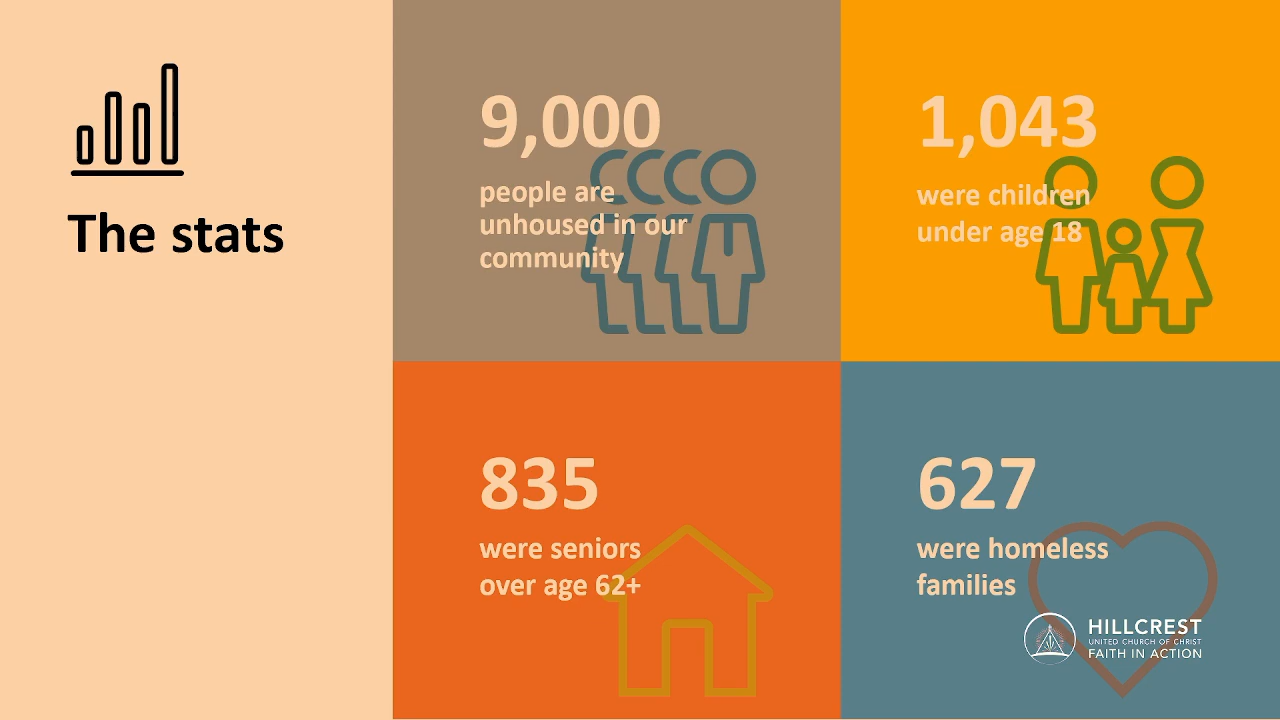 The stats
9,000
people are
unhoused in our
community
1,043
were children
under age 18
835
were seniors
over age 62+
627
were homeless
families
HILLCREST
UNITED CHURCH OF CHRIST
FAITH IN ACTION